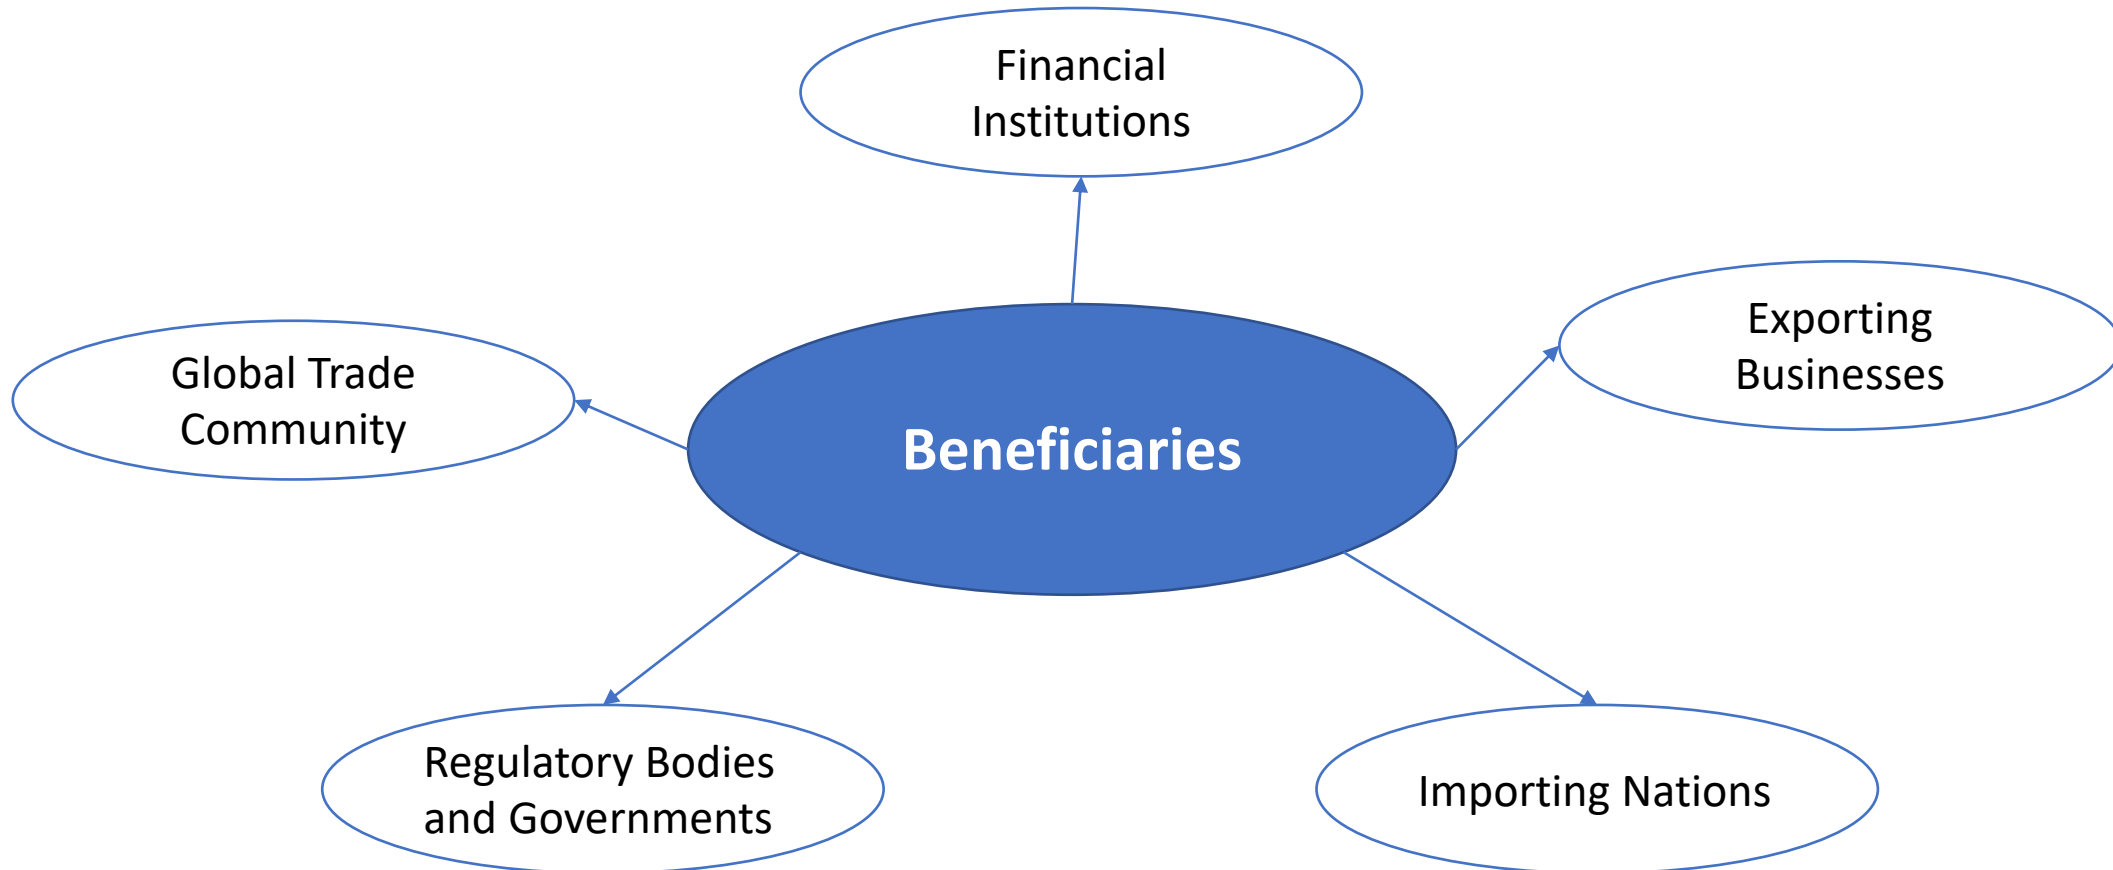 Financial
Institutions
Exporting
Businesses
Global Trade
Community
Beneficiaries
Regulatory Bodies
and Governments
Importing Nations